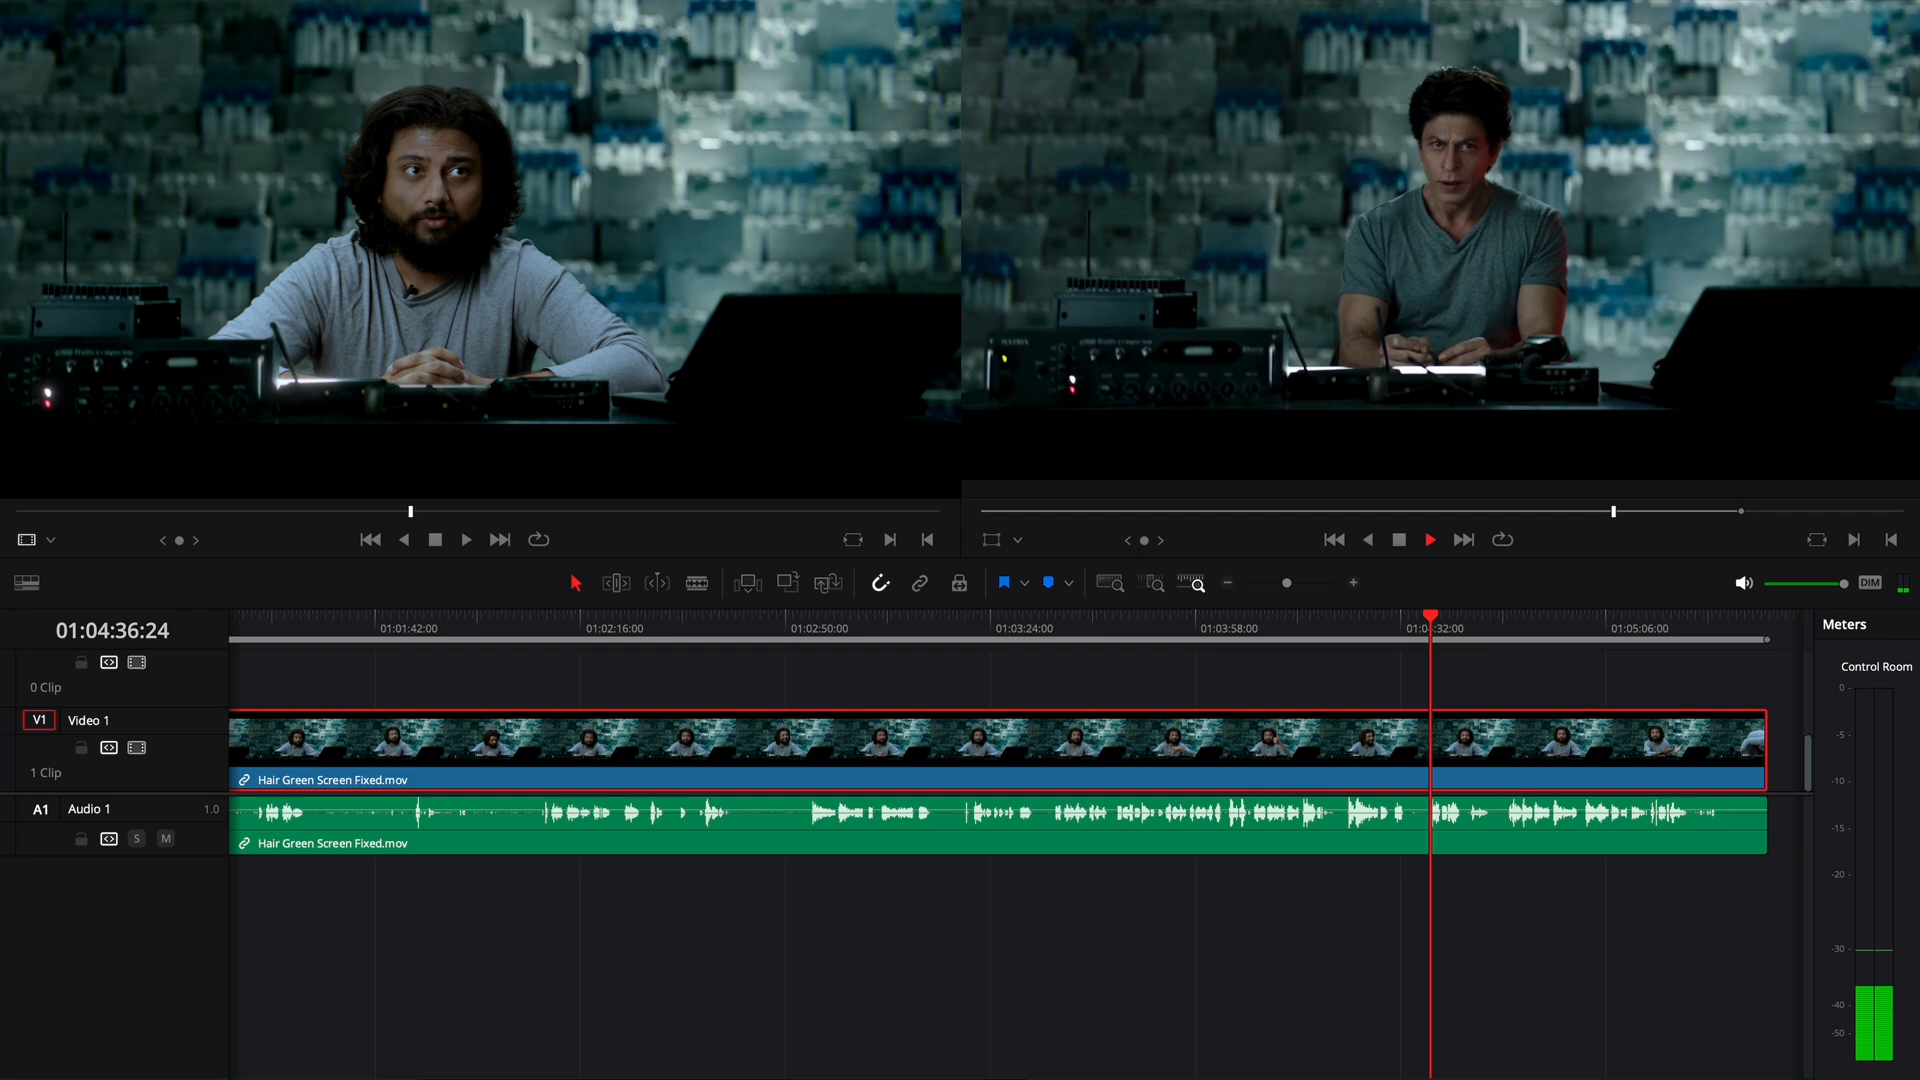 MATRIX
DIM
01:04:36:24
01:01:42:00
01:02:16:00
01:02:50:00
01:03:24:00
01:03:58:00
01:04:32:00
01:05:06:00
Meters
0 Clip
Control Room
V1 Video 1
1 Clip
Hair Green Screen Fixed.mov
A1 Audio 1 1.0
S M
Hair Green Screen Fixed.mov
0
-5
-10
-15
-20
-30
-40
-50